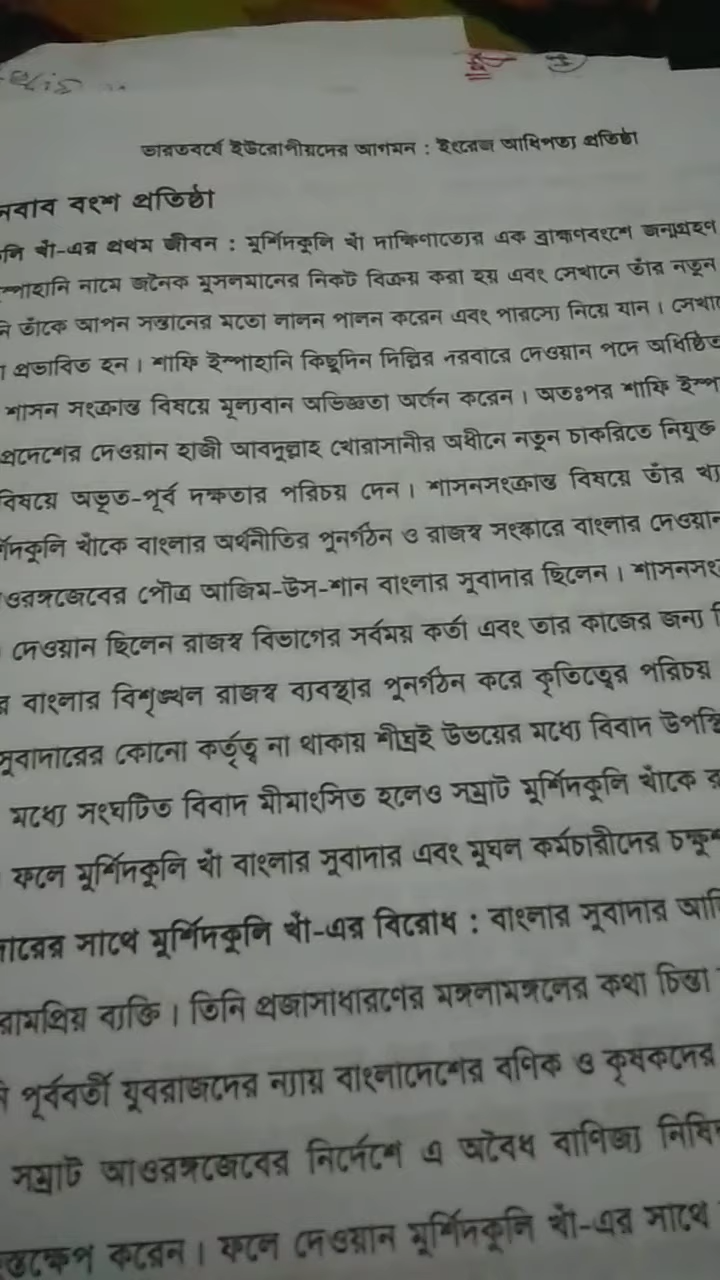 ভারতবর্ষে ইউরোপীয়দের আগমন : ইংরেজ আধিপত্য প্রতিষ্ঠা
নবাব বংশ প্রতিষ্ঠা
খাঁ-এর প্রথম জীবন : মুর্শিদকুলি খাঁ দাক্ষিণাত্যের এক ব্রাহ্মণবংশে জন্মগ্রহণ
নামে জনৈক মুসলমানের নিকট বিক্রয় করা হয় এবং সেখানে তাঁর নতুন
তাঁকে আপন সন্তানের মতো লালন পালন করেন এবং পারস্যে নিয়ে যান । সেখা
প্রভাবিত হন । শাফি ইস্পাহানি কিছুদিন দিল্লির দরবারে দেওয়ান পদে অধিষ্ঠিত
শাসন সংক্রান্ত বিষয়ে মূল্যবান অভিজ্ঞতা অর্জন করেন । অতঃপর শাফি ইস্পা
প্রদেশের দেওয়ান হাজী আবদুল্লাহ খোরাসানীর অধীনে নতুন চাকরিতে নিযুক্ত
বিষয়ে অভূত-পূর্ব দক্ষতার পরিচয় দেন । শাসনসংক্রান্ত বিষয়ে তাঁর খ্যা
র্শিদকুলি খাঁকে বাংলার অর্থনীতির পুনর্গঠন ও রাজস্ব সংস্কারে বাংলার দেওয়ান
ওরঙ্গজেবের পৌত্র আজিম-উস-শান বাংলার সুবাদার ছিলেন । শাসনসং
দেওয়ান ছিলেন রাজস্ব বিভাগের সর্বময় কর্তা এবং তার কাজের জন্য
র বাংলার বিশৃঙ্খল রাজস্ব ব্যবস্থার পুনর্গঠন করে কৃতিত্বের পরিচয়
সুবাদারের কোনো কর্তৃত্ব না থাকায় শীঘ্রই উভয়ের মধ্যে বিবাদ উপস্থি
মধ্যে সংঘটিত বিবাদ মীমাংসিত হলেও সম্রাট মুর্শিদকুলি খাঁকে
ফলে মুর্শিদকুলি খাঁ বাংলার সুবাদার এবং মুঘল কর্মচারীদের চক্ষুশ
দারের সাথে মুর্শিদকুলি খাঁ-এর বিরোধ : বাংলার সুবাদার আজি
রামপ্রিয় ব্যক্তি । তিনি প্রজাসাধারণের মঙ্গলামঙ্গলের কথা চিন্তা
পূর্ববর্তী যুবরাজদের ন্যায় বাংলাদেশের বণিক ও কৃষকদের
সম্রাট আওরঙ্গজেবের নির্দেশে এ অবৈধ বাণিজ্য নিষি
স্তক্ষেপ করেন । ফলে দেওয়ান মুর্শিদকুলি খাঁ-এর সাথে